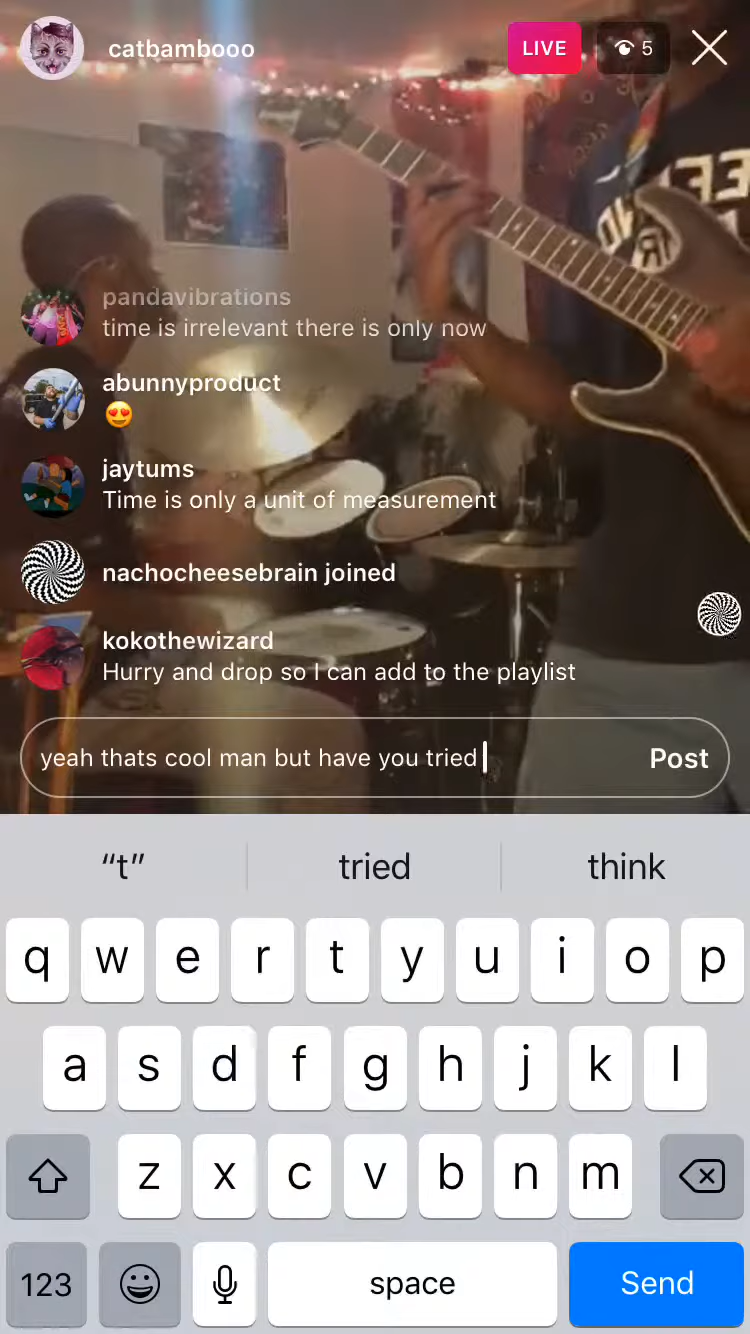 catbambooo
LIVE
5
pandavibrations
time is irrelevant there is only now
abunnyproduct
😍
jaytums
Time is only a unit of measurement
nachocheesebrain joined
kokothewizard
Hurry and drop so I can add to the playlist
yeah thats cool man but have you tried
Post
“t”
tried
think
q w e r t y u i o p
a s d f g h j k l
z x c v b n m
123
space
Send